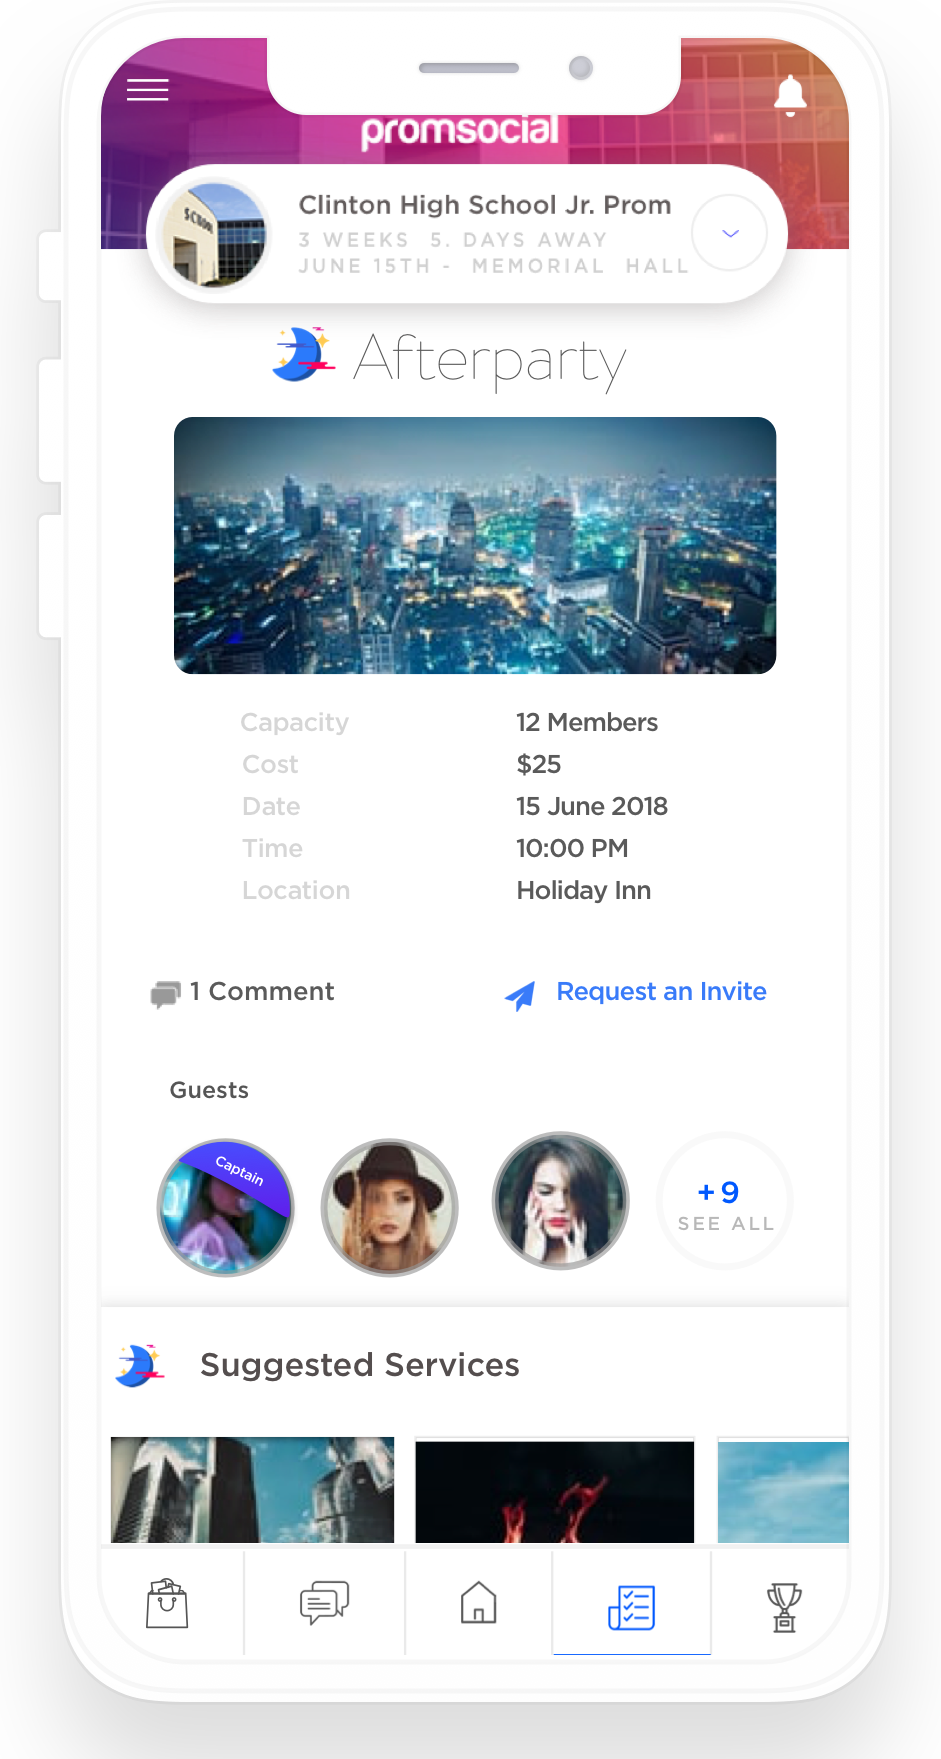 promsocial
SCHOOL
Clinton High School Jr. Prom
3 WEEKS 5. DAYS AWAY
JUNE 15TH - MEMORIAL HALL
Afterparty
Capacity 12 Members
Cost $25
Date 15 June 2018
Time 10:00 PM
Location Holiday Inn
1 Comment Request an Invite
Guests
Captain
+9
SEE ALL
Suggested Services